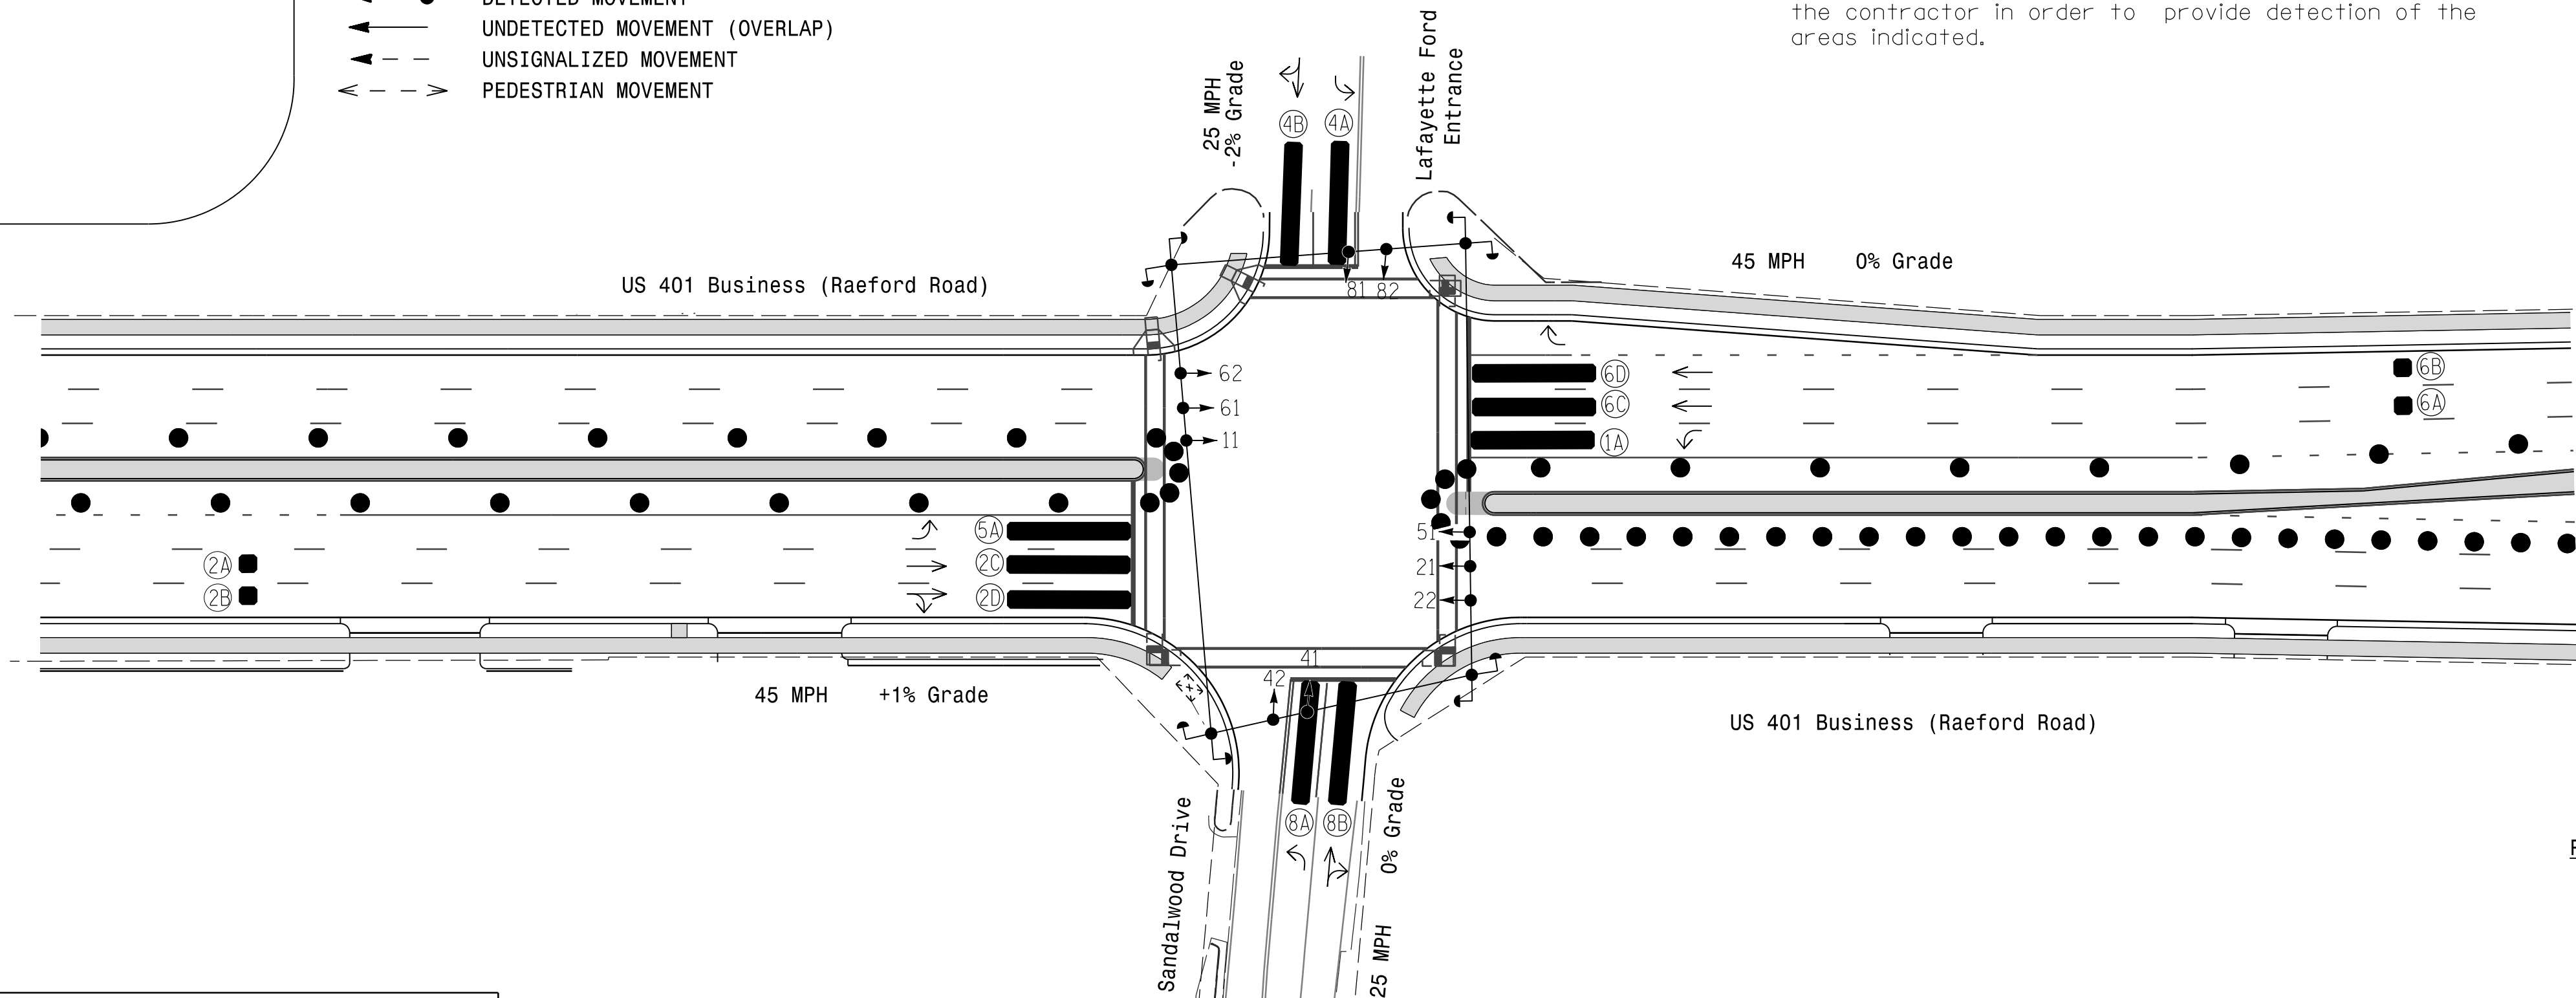 UNDETECTED MOVEMENT (OVERLAP)
UNSIGNALIZED MOVEMENT
PEDESTRIAN MOVEMENT
the contractor in order to provide detection of the
areas indicated.
25 MPH
-2% Grade
4B
4A
Lafayette Ford
Entrance
US 401 Business (Raeford Road)
45 MPH 0% Grade
81 82
62
61
11
6D
6C
1A
6B
6A
5A
2C
2D
2A
2B
51
21
22
41
42
45 MPH +1% Grade
US 401 Business (Raeford Road)
8A
8B
Sandalwood Drive
25 MPH 0% Grade